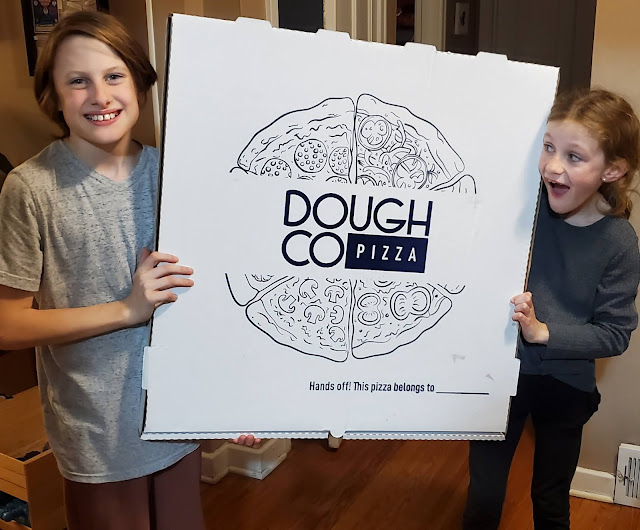 DOUGH
CO PIZZA
Hands off! This pizza belongs to